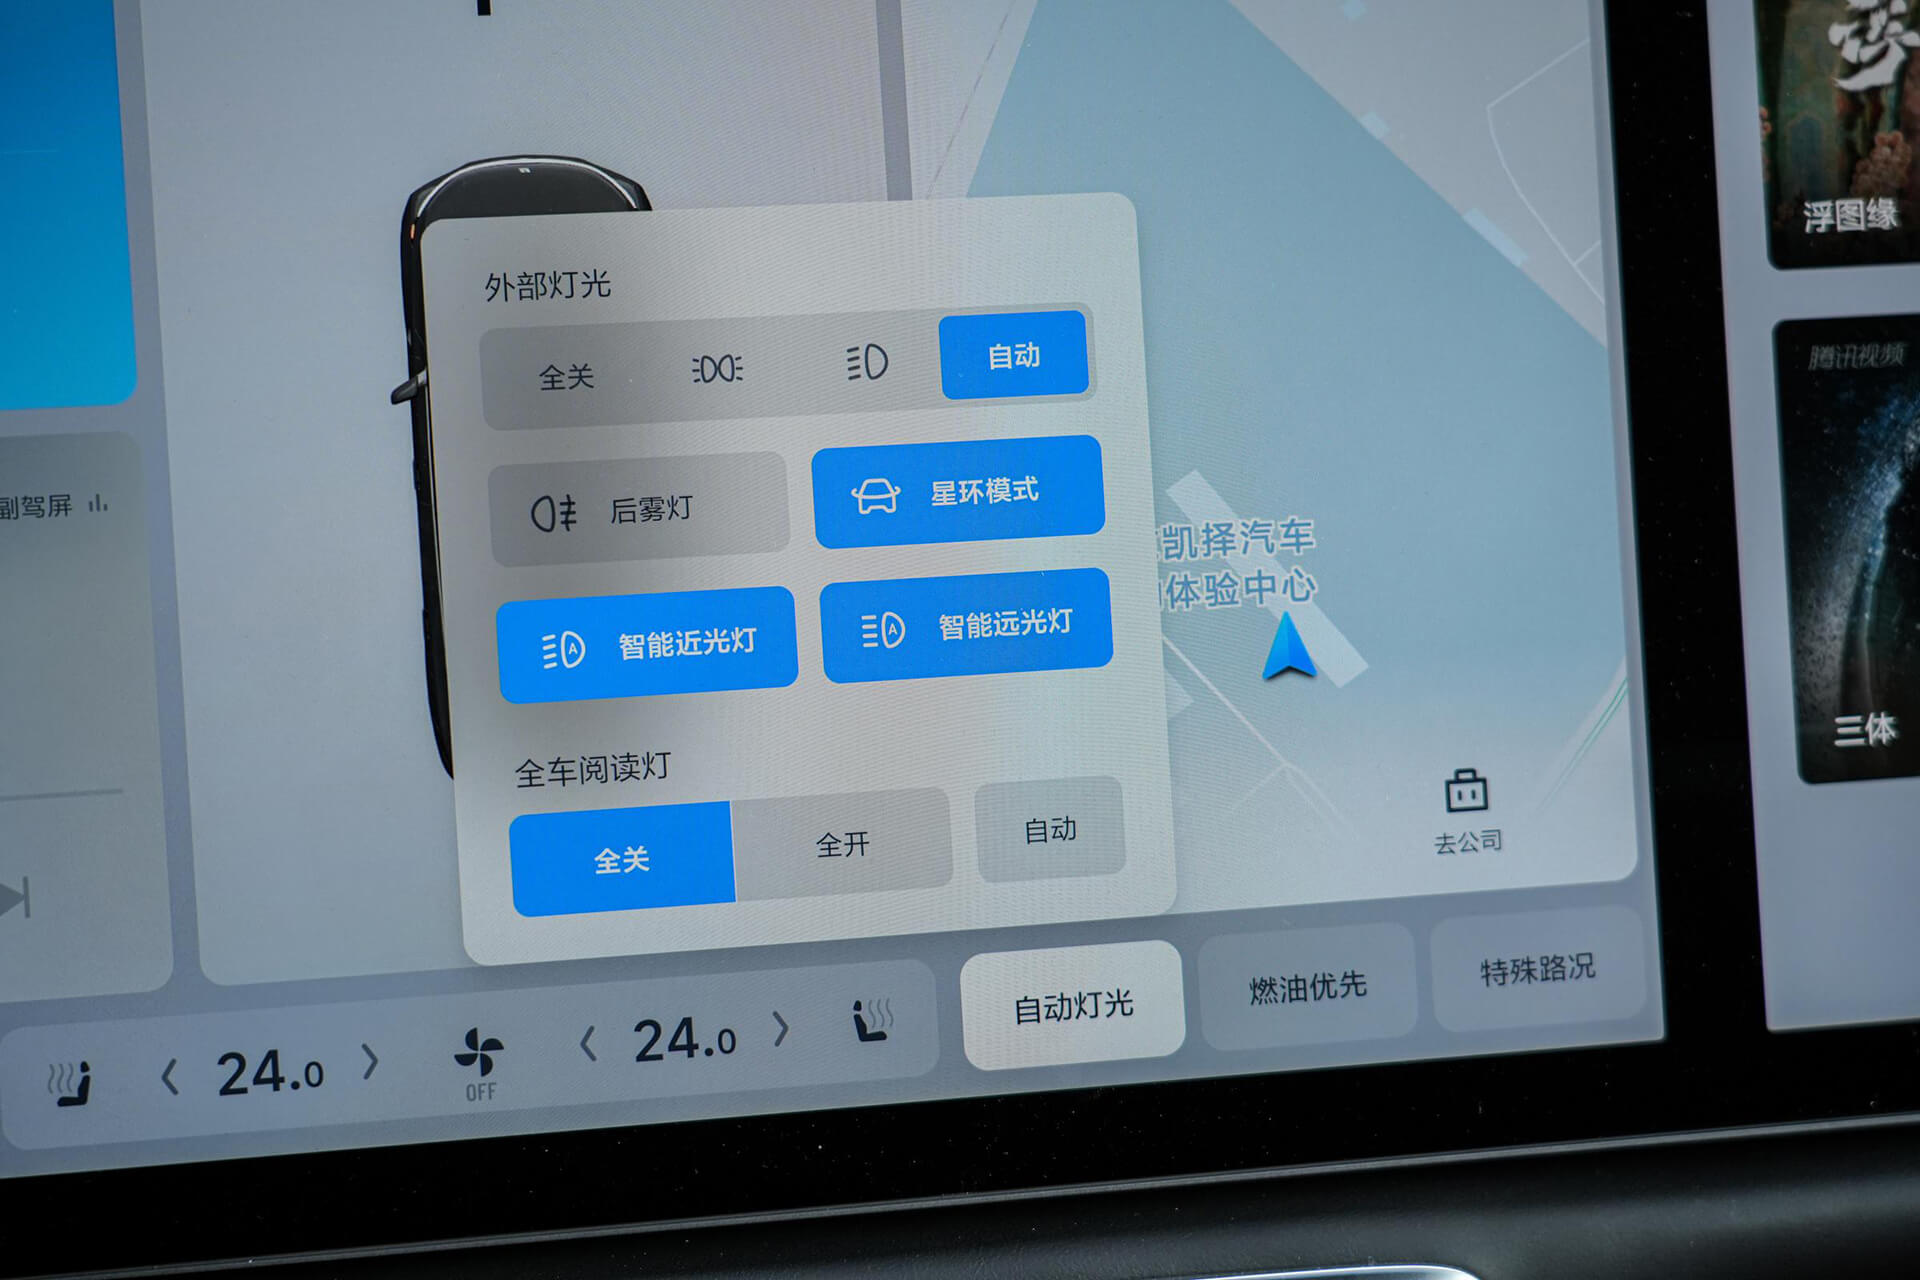 外部灯光
全关
自动
后雾灯
星环模式
智能近光灯
智能远光灯
全车阅读灯
全关
全开
自动
副驾屏
凯择汽车
体验中心
去公司
24.0
OFF
24.0
自动灯光
燃油优先
特殊路况
浮图缘
腾讯视频
三体